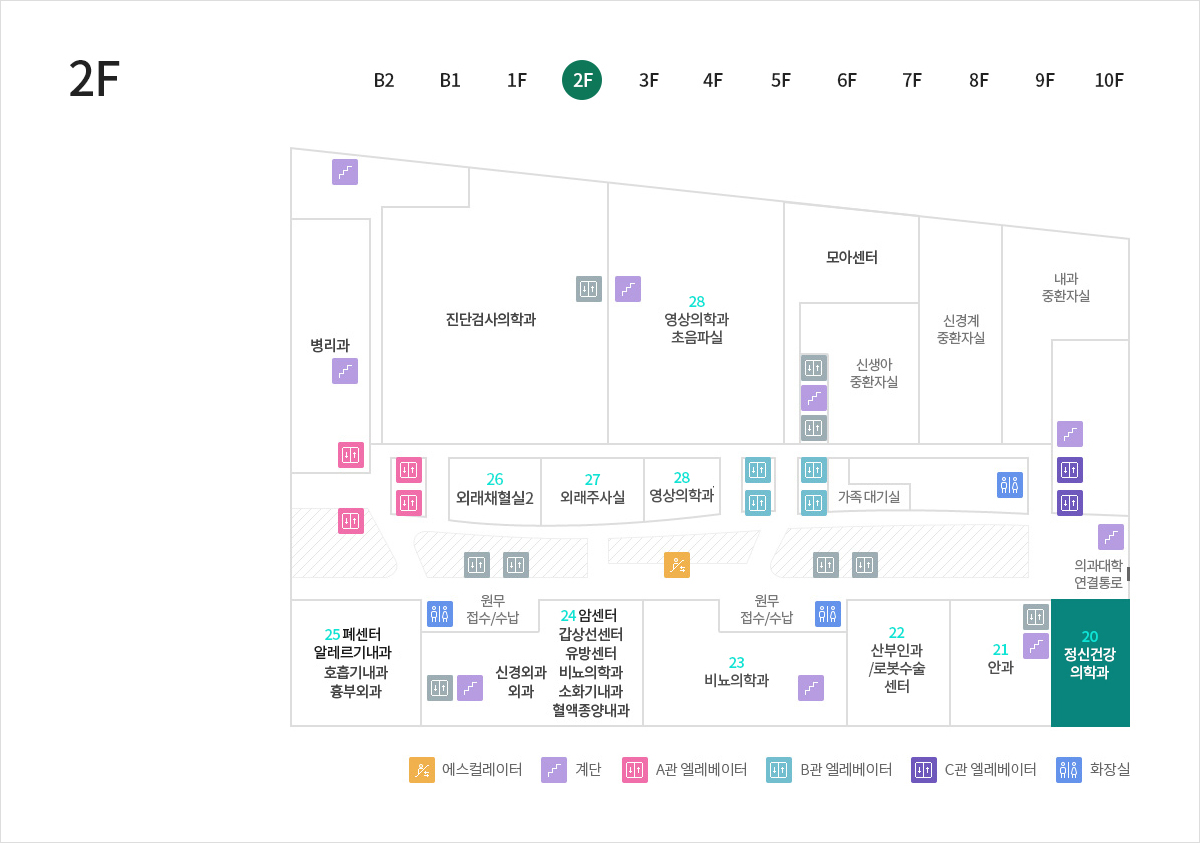 2F
B2
B1
1F
2F
3F
4F
5F
6F
7F
8F
9F
10F
모아센터
내과
중환자실
진단검사의학과
28
영상의학과
초음파실
신경계
중환자실
병리과
신생아
중환자실
26
외래채혈실2
27
외래주사실
28
영상의학과
가족 대기실
의과대학
연결통로
원무
접수/수납
원무
접수/수납
25 폐센터
알레르기내과
호흡기내과
흉부외과
신경외과
외과
24 암센터
갑상선센터
유방센터
비뇨의학과
소화기내과
혈액종양내과
23
비뇨의학과
22
산부인과
/로봇수술
센터
21
안과
20
정신건강
의학과
에스컬레이터
계단
A관 엘레베이터
B관 엘레베이터
C관 엘레베이터
화장실